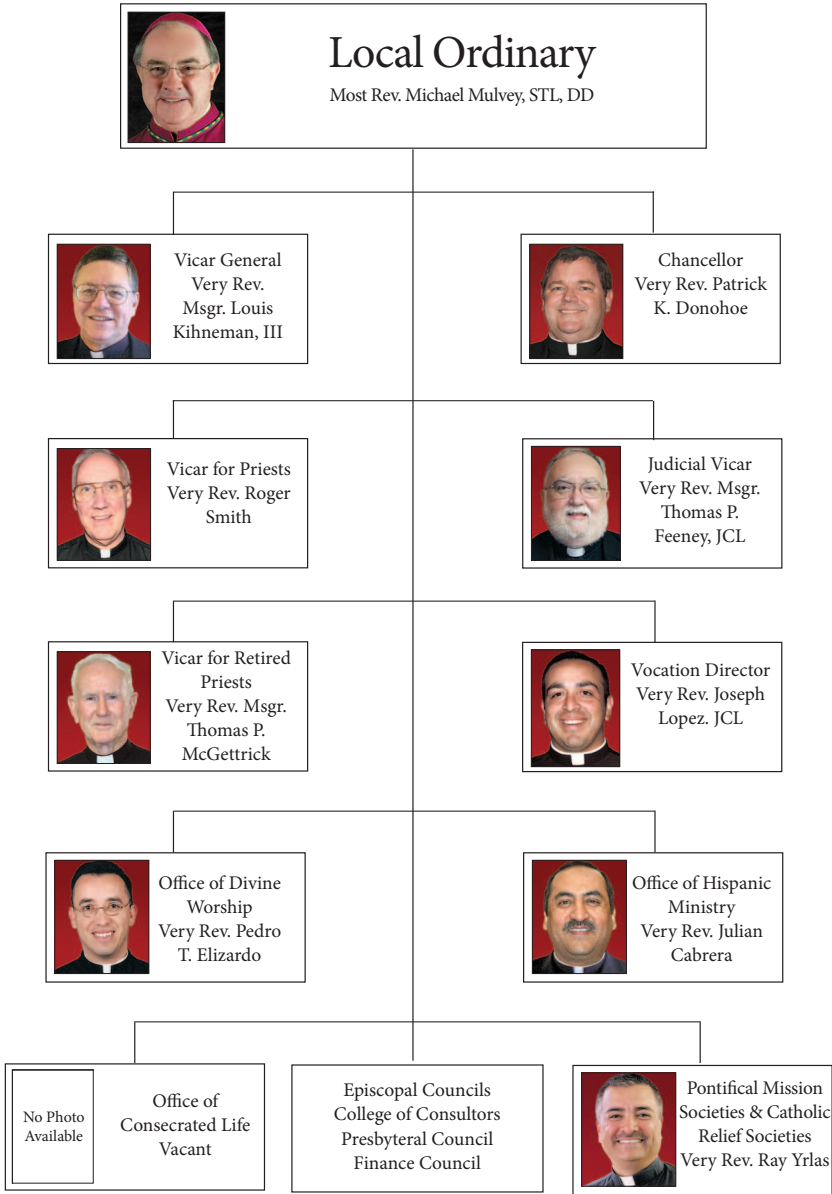 Local Ordinary
Most Rev. Michael Mulvey, STL, DD
Vicar General
Very Rev.
Msgr. Louis
Kihneman, III
Chancellor
Very Rev. Patrick
K. Donohoe
Vicar for Priests
Very Rev. Roger
Smith
Judicial Vicar
Very Rev. Msgr.
Thomas P.
Feeney, JCL
Vicar for Retired
Priests
Very Rev. Msgr.
Thomas P.
McGettrick
Vocation Director
Very Rev. Joseph
Lopez. JCL
Office of Divine
Worship
Very Rev. Pedro
T. Elizardo
Office of Hispanic
Ministry
Very Rev. Julian
Cabrera
No Photo
Available
Office of
Consecrated Life
Vacant
Episcopal Councils
College of Consultors
Presbyteral Council
Finance Council
Pontifical Mission
Societies & Catholic
Relief Societies
Very Rev. Ray Yrlas